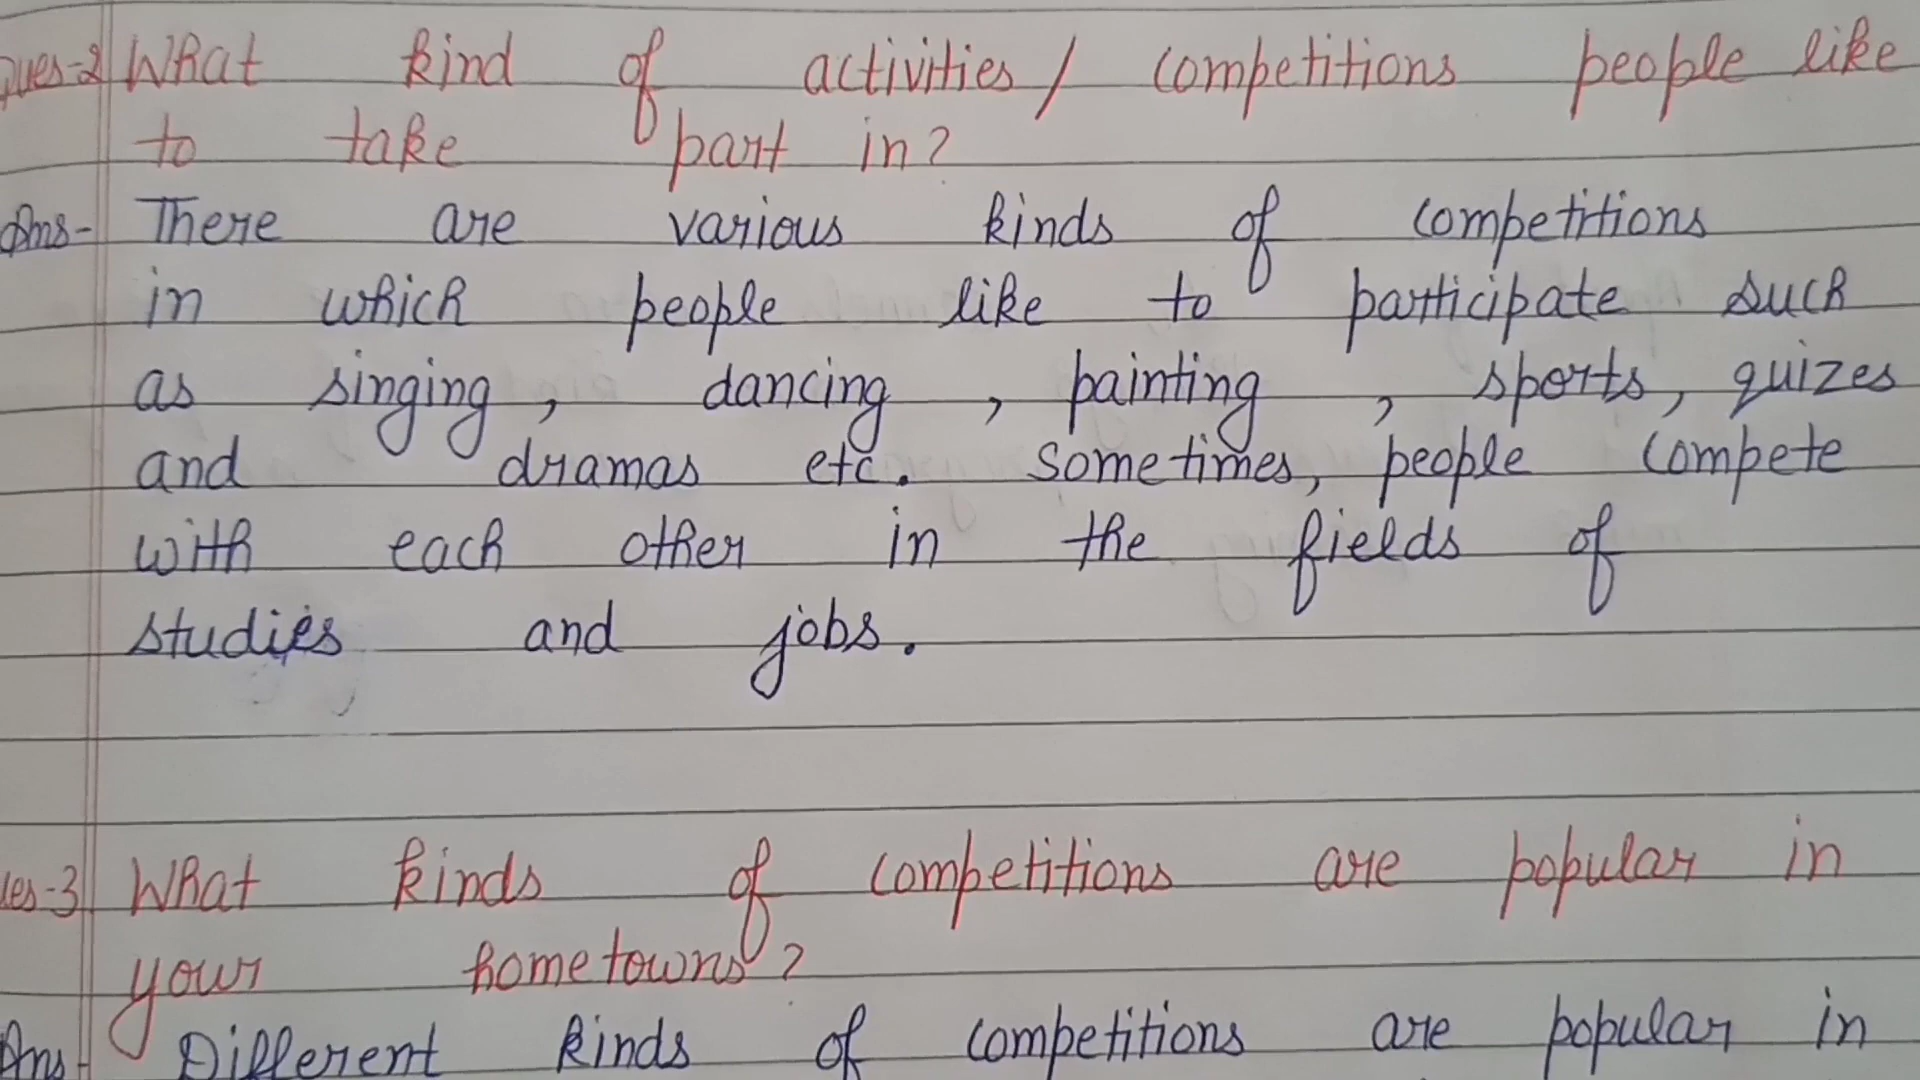 Ques-2 What kind of activities / competitions people like
to take part in?
Ans- There are various kinds of competitions
in which people like to participate such
as singing, dancing, painting, sports, quizes
and dramas etc. Sometimes, people compete
with each other in the fields of
studies and jobs.
ues-3 What kinds of competitions are popular in
your hometowns?
Ans- Different kinds of competitions are popular in